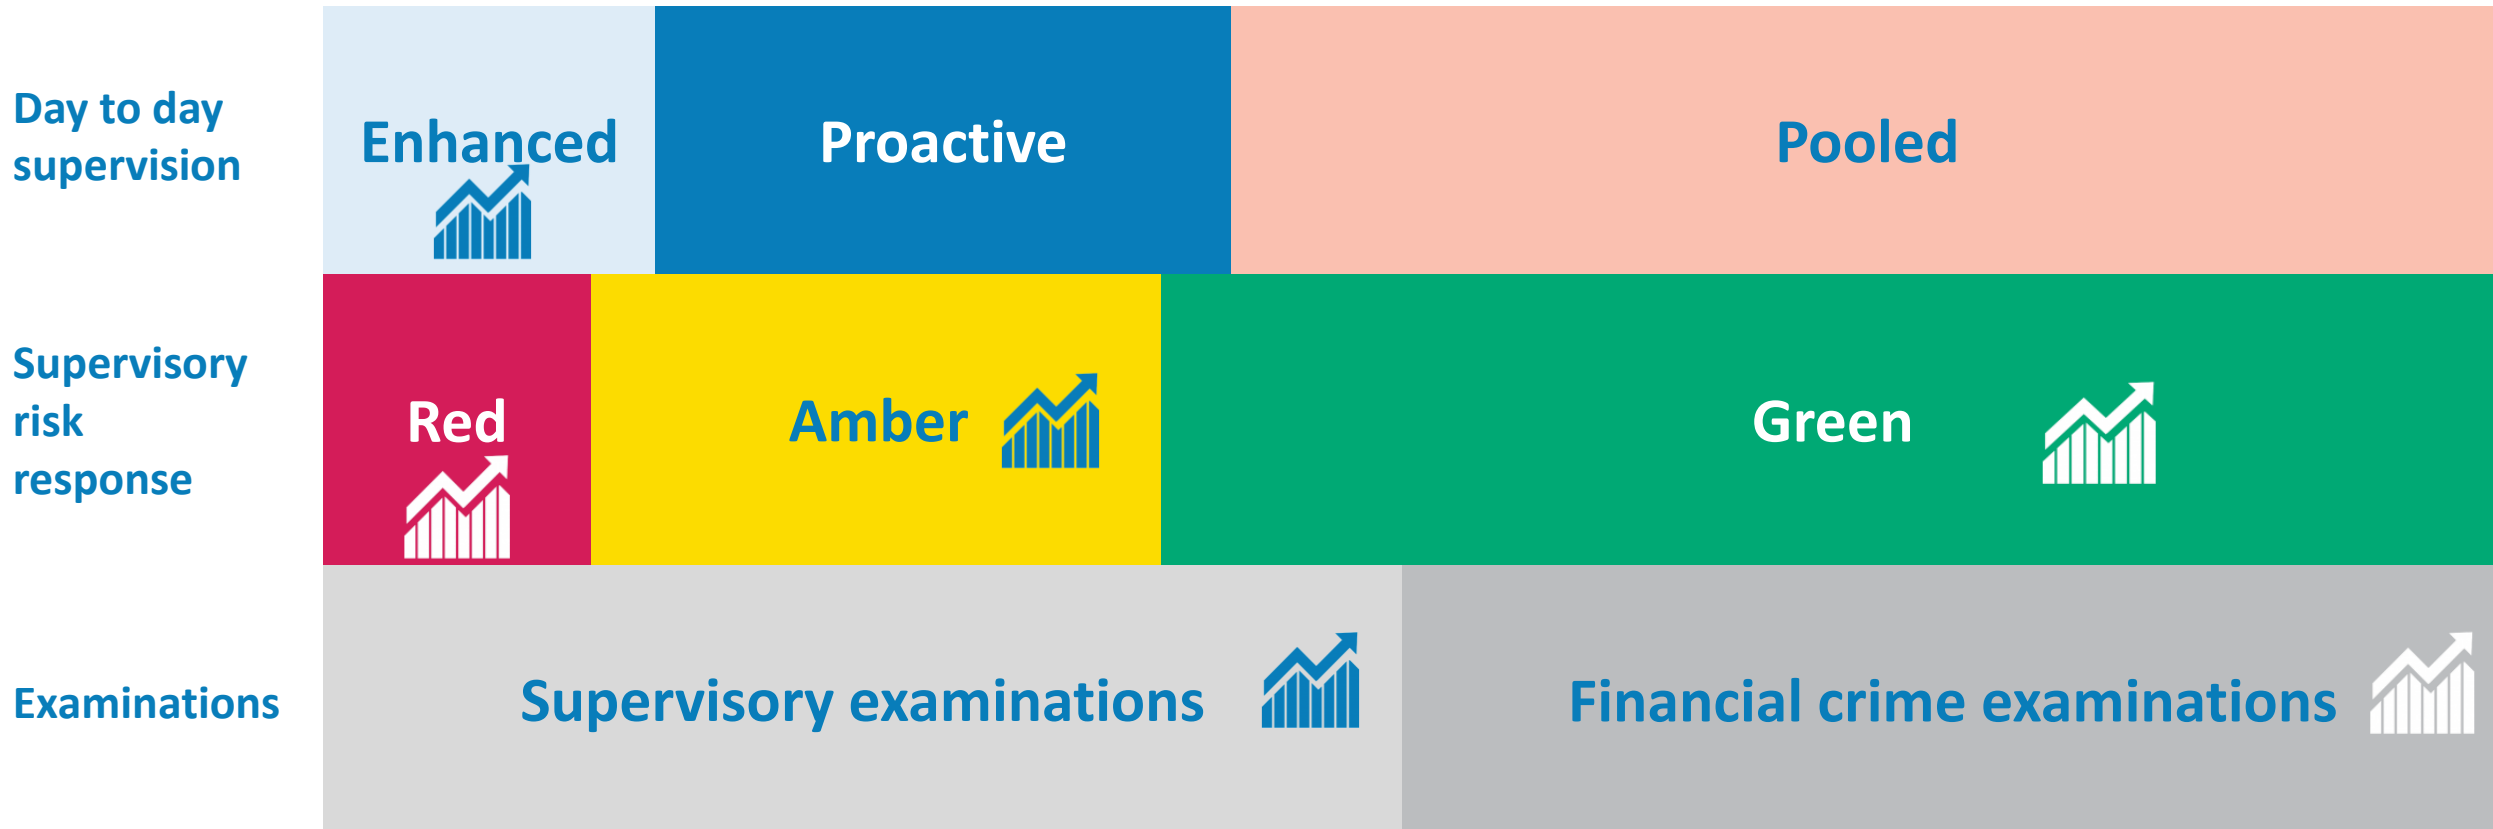 Day to day
supervision
Enhanced
Proactive
Pooled
Supervisory
risk
response
Red
Amber
Green
Examinations
Supervisory examinations
Financial crime examinations